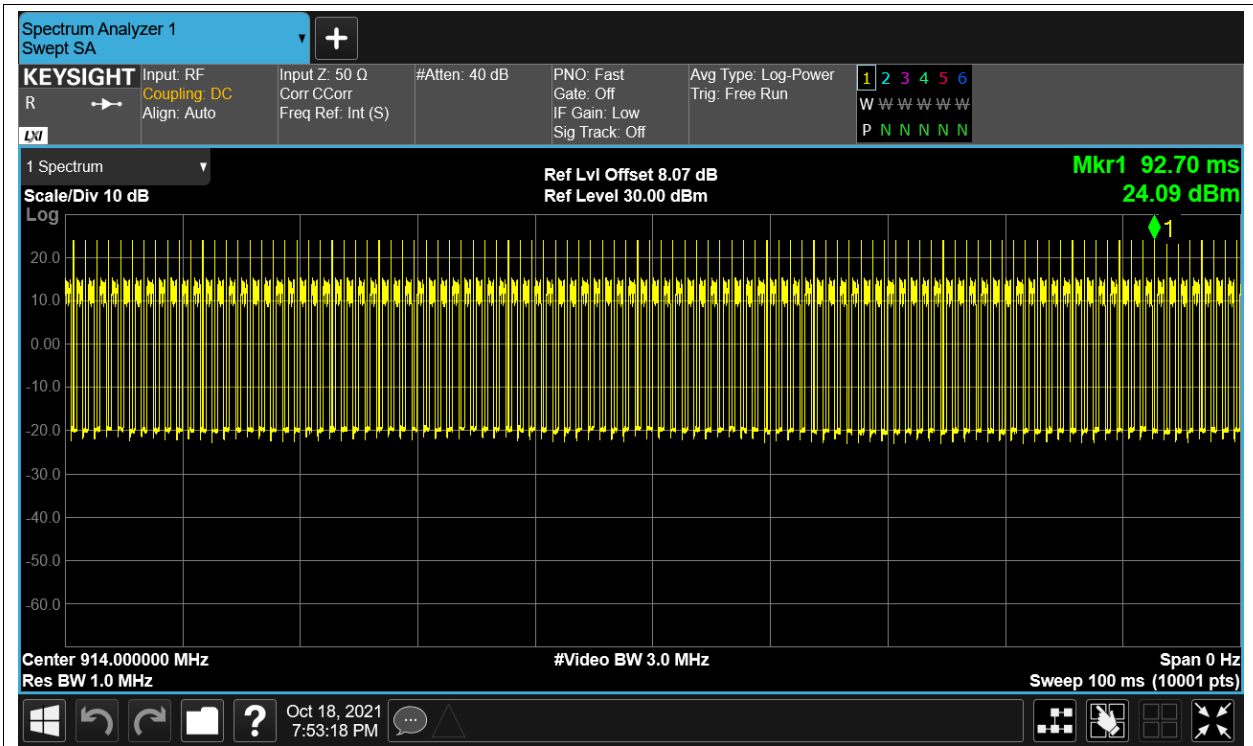 Spectrum Analyzer 1
Swept SA
KEYSIGHT
R
LXI
Input: RF
Coupling: DC
Align: Auto
Input Z: 50 Ω
Corr CCorr
Freq Ref: Int (S)
#Atten: 40 dB
PNO: Fast
Gate: Off
IF Gain: Low
Sig Track: Off
Avg Type: Log-Power
Trig: Free Run
1 2 3 4 5 6
W W W W W W
P N N N N N
1 Spectrum
Scale/Div 10 dB
Log
Ref Lvl Offset 8.07 dB
Ref Level 30.00 dBm
Mkr1 92.70 ms
24.09 dBm
1
20.0
10.0
0.00
-10.0
-20.0
-30.0
-40.0
-50.0
-60.0
Center 914.000000 MHz
Res BW 1.0 MHz
#Video BW 3.0 MHz
Span 0 Hz
Sweep 100 ms (10001 pts)
?
Oct 18, 2021
7:53:18 PM